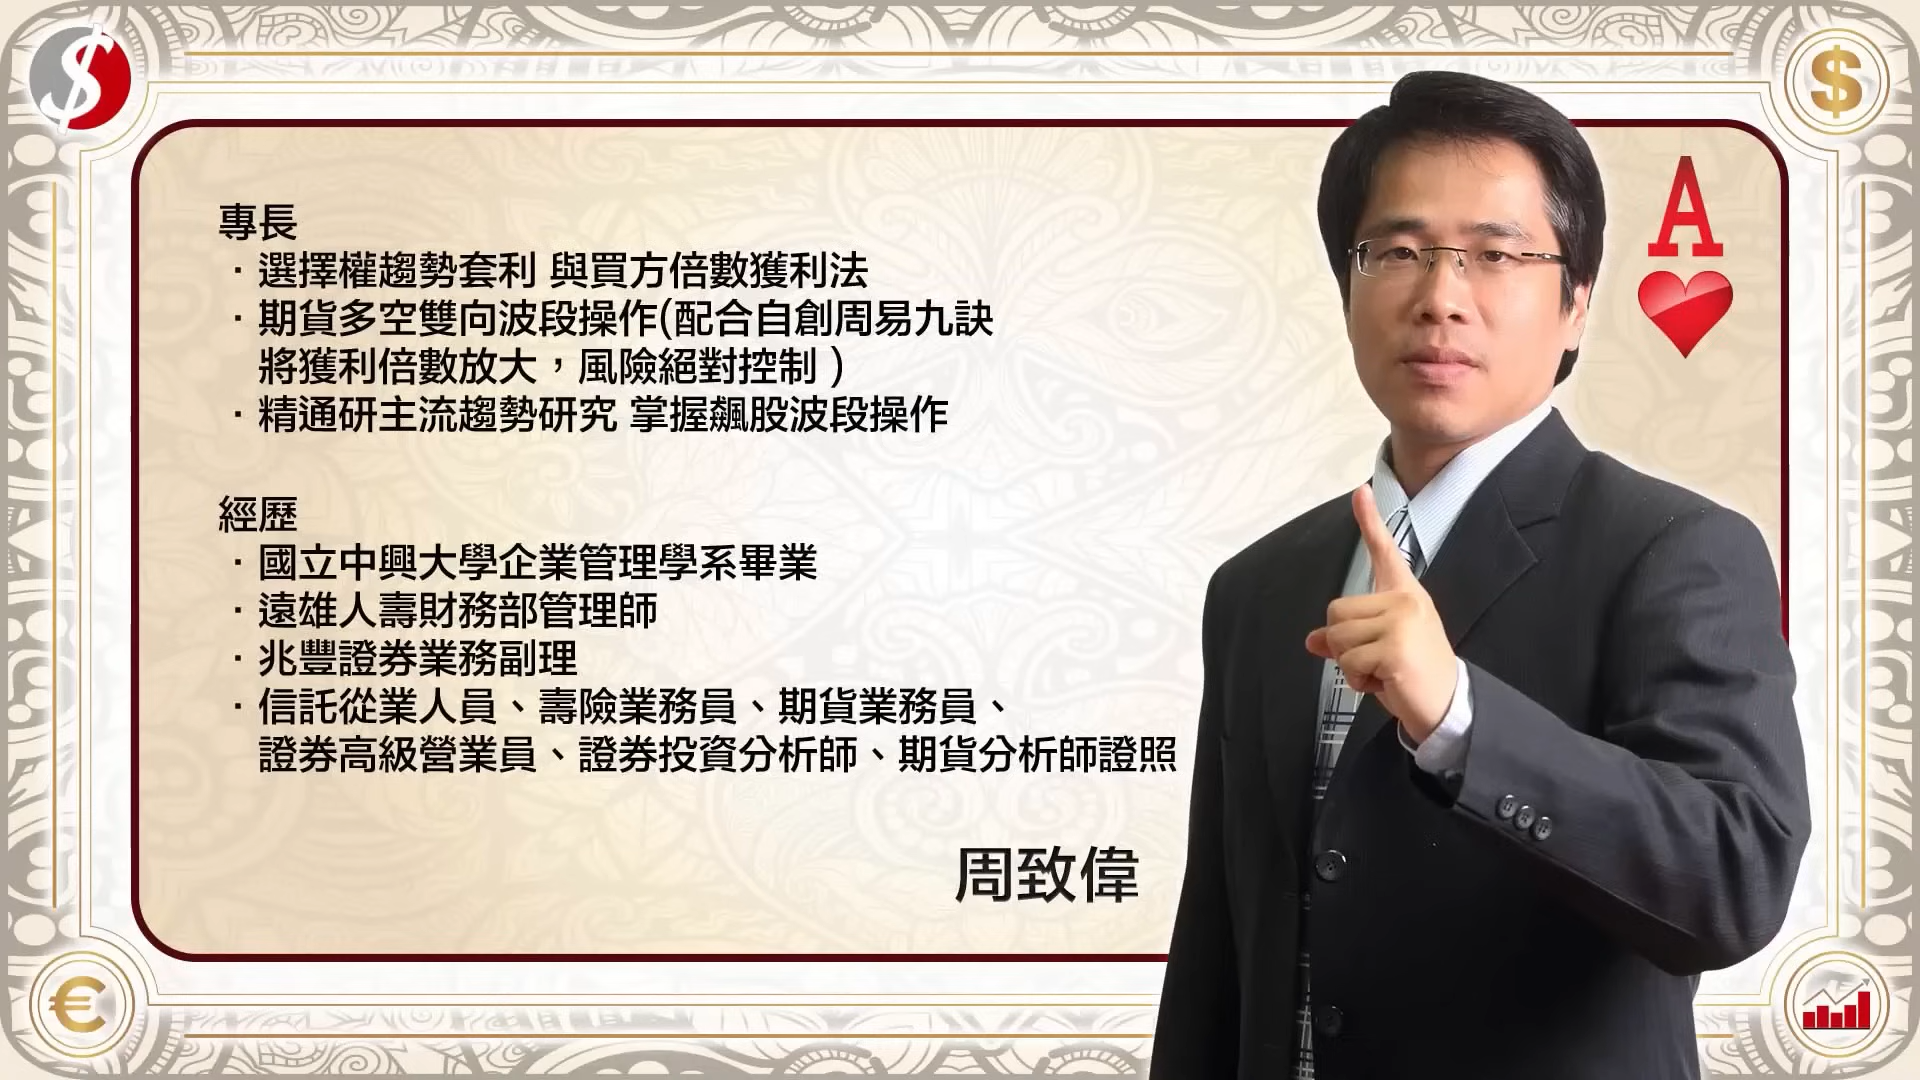 專長
·選擇權趨勢套利 與買方倍數獲利法
·期貨多空雙向波段操作(配合自創周易九訣
將獲利倍數放大,風險絕對控制)
·精通研主流趨勢研究 掌握飆股波段操作
經歷
·國立中興大學企業管理學系畢業
·遠雄人壽財務部管理師
·兆豐證券業務副理
·信託從業人員、壽險業務員、期貨業務員、
證券高級營業員、證券投資分析師、期貨分析師證照
周致偉
A
$
$
€